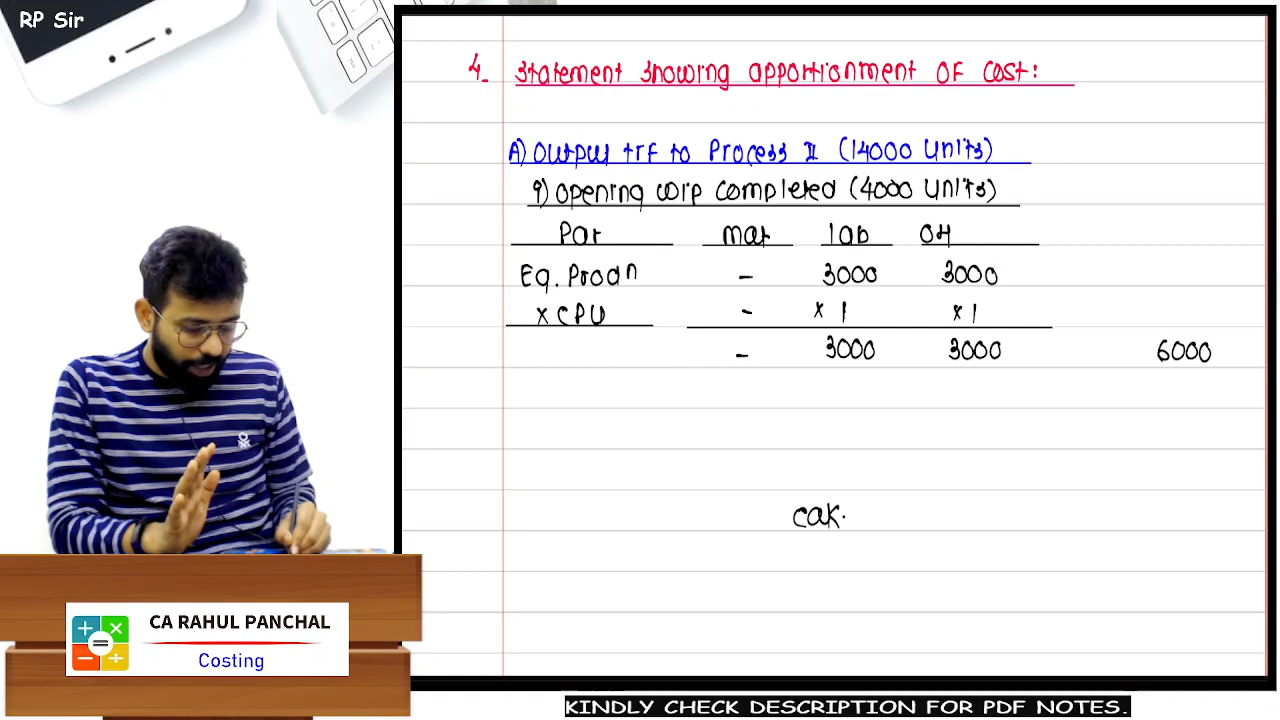 RP Sir
4. Statement Showing apportionment OF Cost:
A) Output trf to Process II (14000 Units)
i) Opening WIP Completed (4000 Units)
Par Mat Lab OH
Eq. Prodn - 3000 3000
x CPU - x 1 x 1
- 3000 3000 6000
Cak.
CA RAHUL PANCHAL
Costing
KINDLY CHECK DESCRIPTION FOR PDF NOTES.